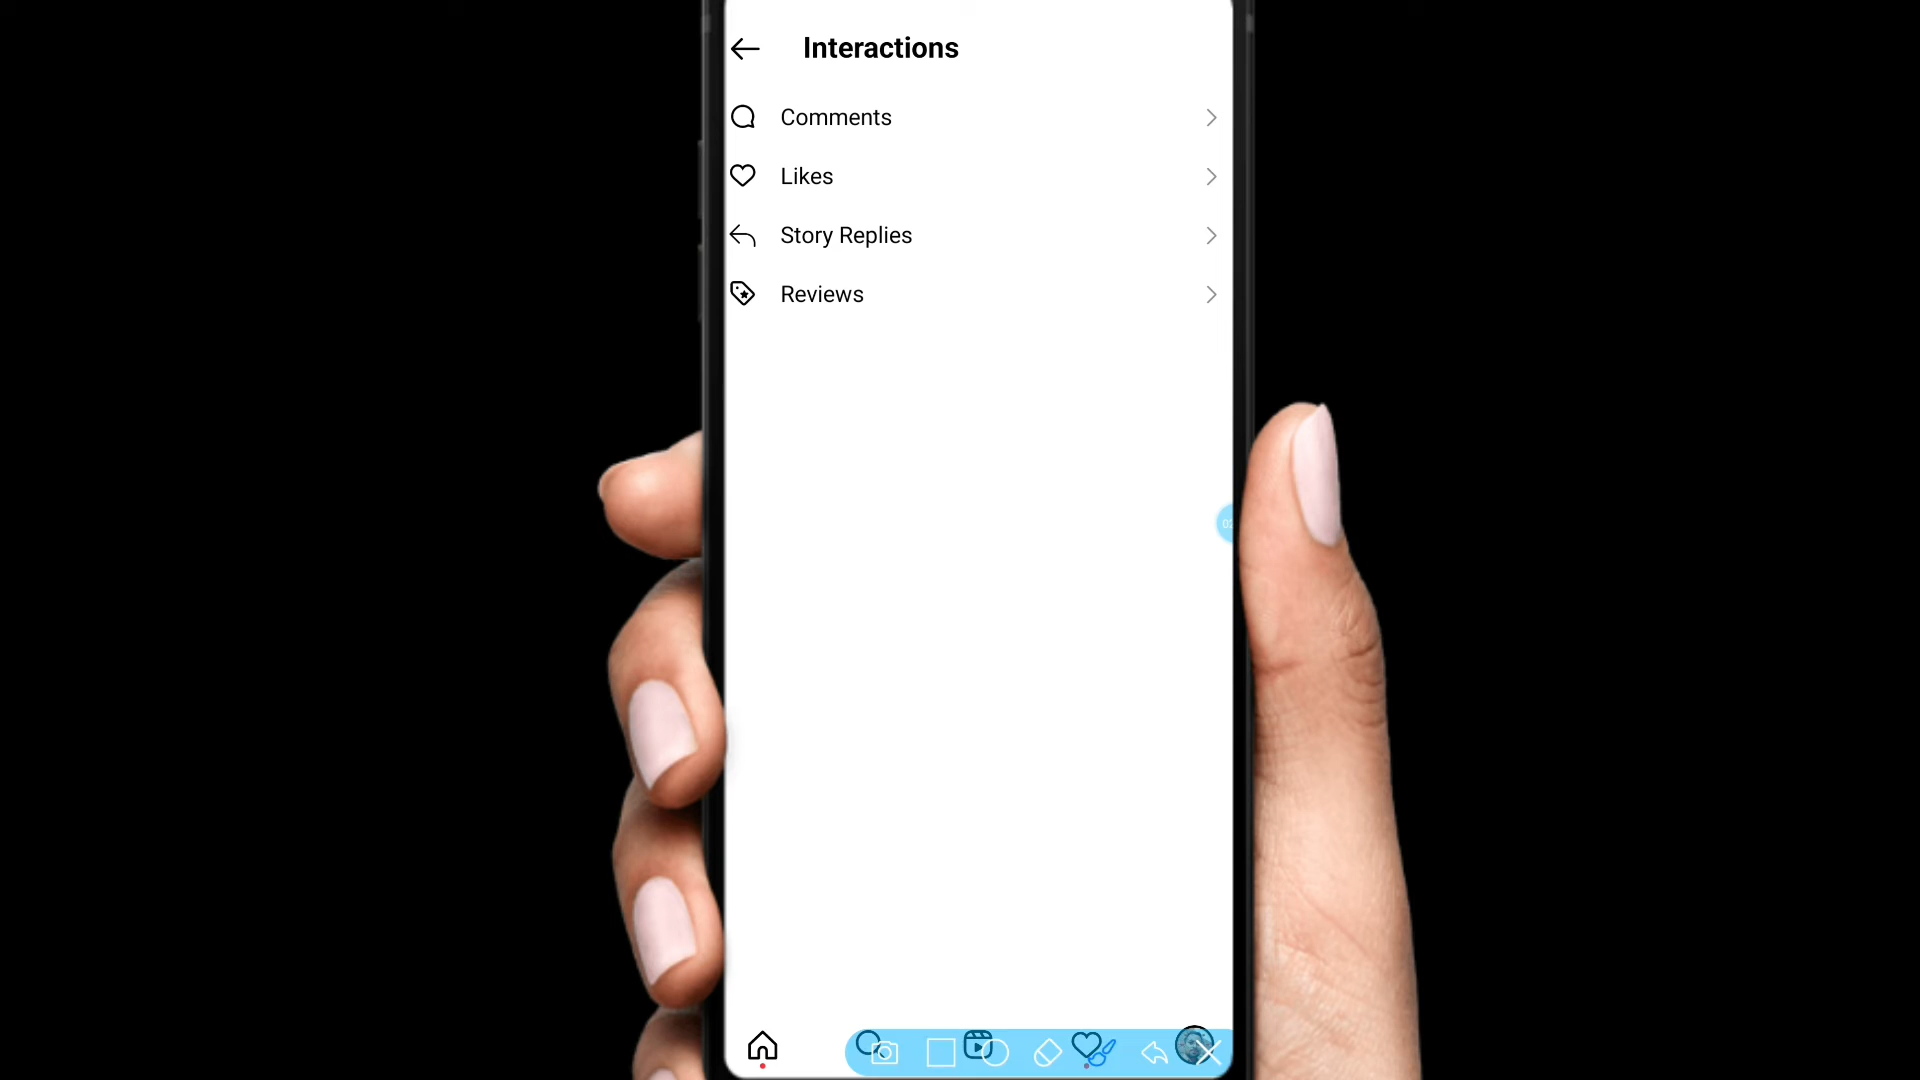 Interactions
Comments
Likes
Story Replies
Reviews